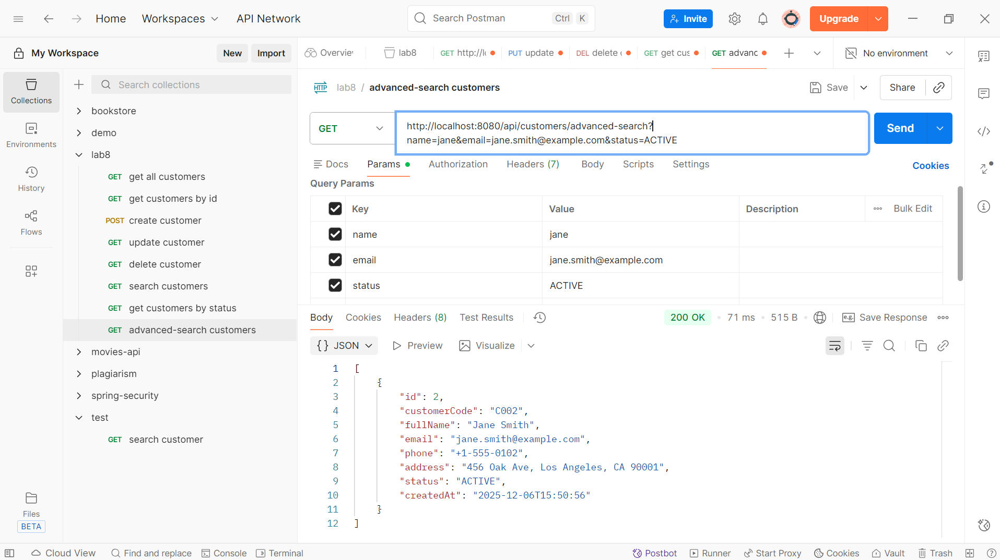 Home Workspaces API Network Search Postman Ctrl K Invite Upgrade
My Workspace New Import
Overvie lab8 GET http://l PUT update DEL delete GET get cus GET advanc No environment
Search collections
Collections
Environments
History
Flows
Files
BETA
bookstore
demo
lab8
GET get all customers
GET get customers by id
POST create customer
GET update customer
GET delete customer
GET search customers
GET get customers by status
GET advanced-search customers
movies-api
plagiarism
spring-security
test
GET search customer
HTTP lab8 / advanced-search customers Save Share
GET http://localhost:8080/api/customers/advanced-search? Send
name=jane&email=jane.smith@example.com&status=ACTIVE
Docs Params Authorization Headers (7) Body Scripts Settings Cookies
Query Params
Key Value Description Bulk Edit
name jane
email jane.smith@example.com
status ACTIVE
Body Cookies Headers (8) Test Results 200 OK 71 ms 515 B e.g. Save Response
{} JSON Preview Visualize
1 [
2 {
3 "id": 2,
4 "customerCode": "C002",
5 "fullName": "Jane Smith",
6 "email": "jane.smith@example.com",
7 "phone": "+1-555-0102",
8 "address": "456 Oak Ave, Los Angeles, CA 90001",
9 "status": "ACTIVE",
10 "createdAt": "2025-12-06T15:50:56"
11 }
12 ]
Cloud View Find and replace Console Terminal Postbot Runner Start Proxy Cookies Vault Trash